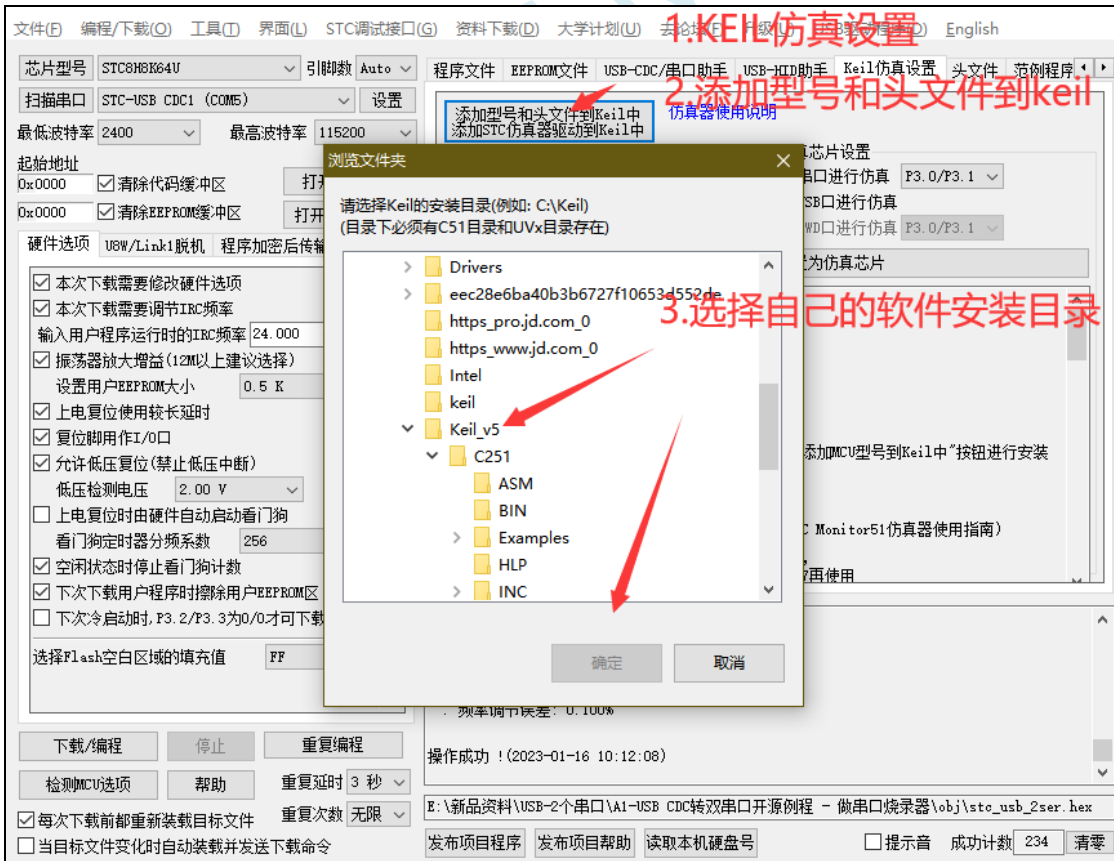 文件(F) 编程/下载(O) 工具(T) 界面(L) STC调试接口(G) 资料下载(D) 大学计划(U) English
1.KEIL仿真设置
芯片型号 STC8H8K64U 引脚数 Auto
程序文件 EEPROM文件 USB-CDC/串口助手 USB-HID助手 Keil仿真设置 头文件 范例程序
扫描串口 STC-USB CDC1 (COM5) 设置
2.添加型号和头文件到keil
添加型号和头文件到Keil中
添加STC仿真器驱动到Keil中
仿真器使用说明
最低波特率 2400 最高波特率 115200
起始地址
0x0000 清除代码缓冲区
0x0000 清除EEPROM缓冲区
硬件选项 U8W/Link1脱机 程序加密后传输
本次下载需要修改硬件选项
本次下载需要调节IRC频率
输入用户程序运行时的IRC频率 24.000
振荡器放大增益(12M以上建议选择)
设置用户EEPROM大小 0.5 K
上电复位使用较长延时
复位脚用作I/O口
允许低压复位(禁止低压中断)
低压检测电压 2.00 V
上电复位时由硬件自动启动看门狗
看门狗定时器分频系数 256
空闲状态时停止看门狗计数
下次下载用户程序时擦除用户EEPROM区
下次冷启动时,P3.2/P3.3为0/0才可下载
选择Flash空白区域的填充值 FF
浏览文件夹
请选择Keil的安装目录(例如: C:\Keil)
(目录下必须有C51目录和UVx目录存在)
Drivers
eec28e6ba40b3b6727f10653d552de
https_pro.jd.com_0
https_www.jd.com_0
Intel
keil
Keil_v5
C251
ASM
BIN
Examples
HLP
INC
确定 取消
3.选择自己的软件安装目录
芯片设置
口进行仿真 P3.0/P3.1
口进行仿真
口进行仿真 P3.0/P3.1
为仿真芯片
添加MCU型号到Keil中"按钮进行安装
Monitor51仿真器使用指南)
再使用
频率调节误差: 0.100%
操作成功 !(2023-01-16 10:12:08)
下载/编程 停止 重复编程
检测MCU选项 帮助 重复延时 3 秒
重复次数 无限
每次下载前都重新装载目标文件
当目标文件变化时自动装载并发送下载命令
E:\新品资料\USB-2个串口\A1-USB CDC转双串口开源例程 - 做串口烧录器\obj\stc_usb_2ser.hex
发布项目程序 发布项目帮助 读取本机硬盘号 提示音 成功计数 234 清零